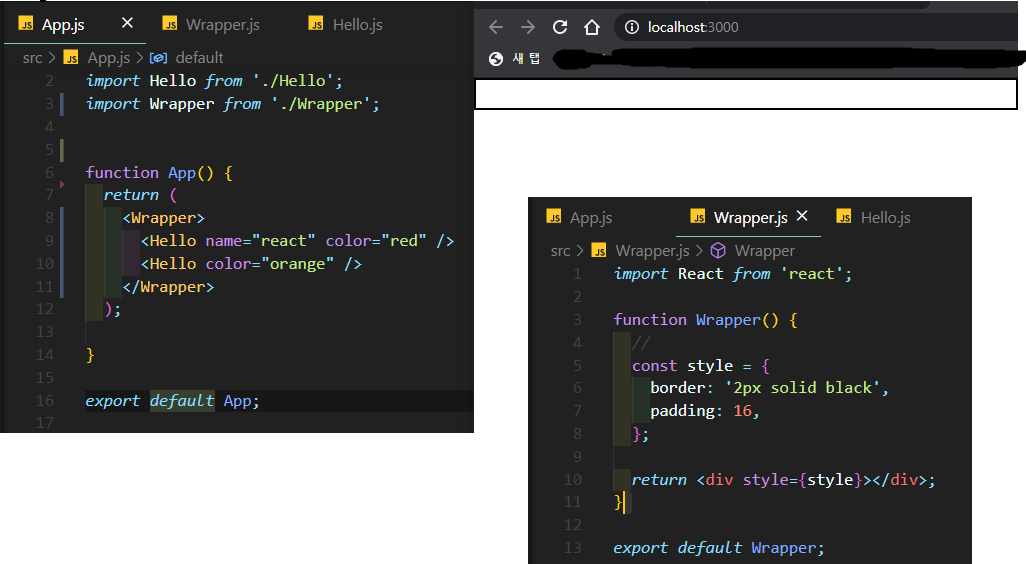 JS App.js × JS Wrapper.js JS Hello.js
src > JS App.js > default
2 import Hello from './Hello';
3 import Wrapper from './Wrapper';
4
5
6 function App() {
7 return (
8 <Wrapper>
9 <Hello name="react" color="red" />
10 <Hello color="orange" />
11 </Wrapper>
12 );
13
14 }
15
16 export default App;
17
localhost:3000
새 탭
JS App.js JS Wrapper.js × JS Hello.js
src > JS Wrapper.js > Wrapper
1 import React from 'react';
2
3 function Wrapper() {
4 //
5 const style = {
6 border: '2px solid black',
7 padding: 16,
8 };
9
10 return <div style={style}></div>;
11 }
12
13 export default Wrapper;